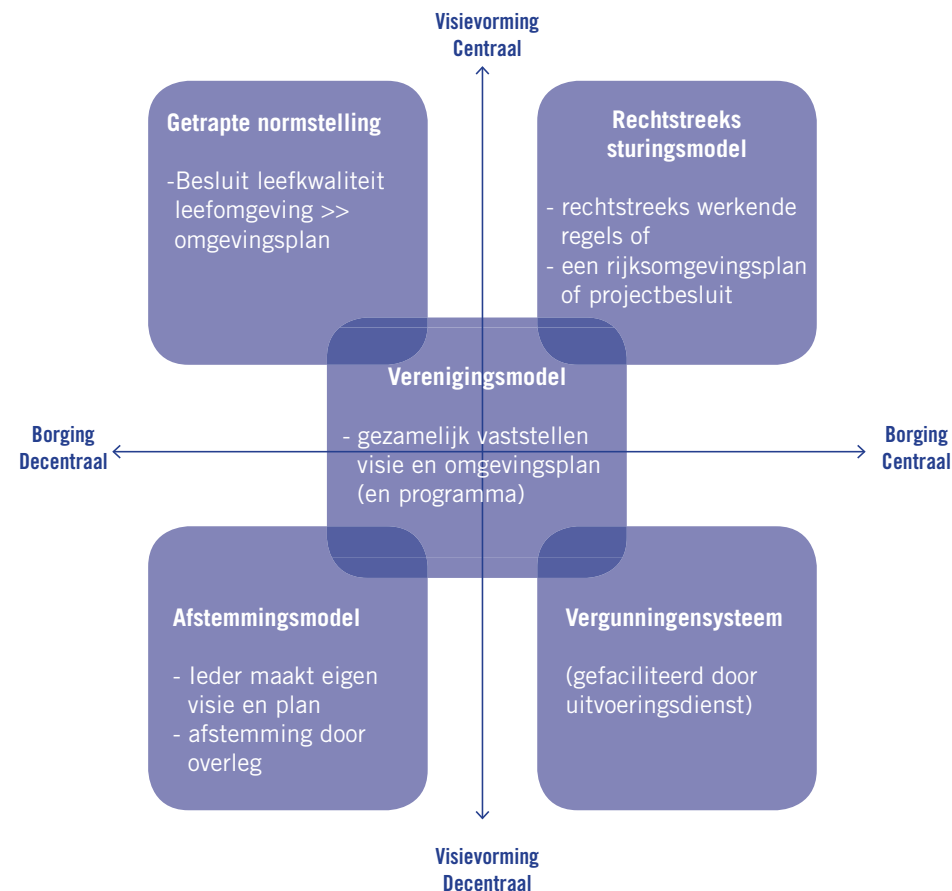 Visievorming
Centraal
Getrapte normstelling
-Besluit leefkwaliteit
leefomgeving >>
omgevingsplan
Rechtstreeks
sturingsmodel
- rechtstreeks werkende
regels of
- een rijksomgevingsplan
of projectbesluit
Verenigingsmodel
- gezamelijk vaststellen
visie en omgevingsplan
(en programma)
Borging
Decentraal
Borging
Centraal
Afstemmingsmodel
- Ieder maakt eigen
visie en plan
- afstemming door
overleg
Vergunningensysteem
(gefaciliteerd door
uitvoeringsdienst)
Visievorming
Decentraal